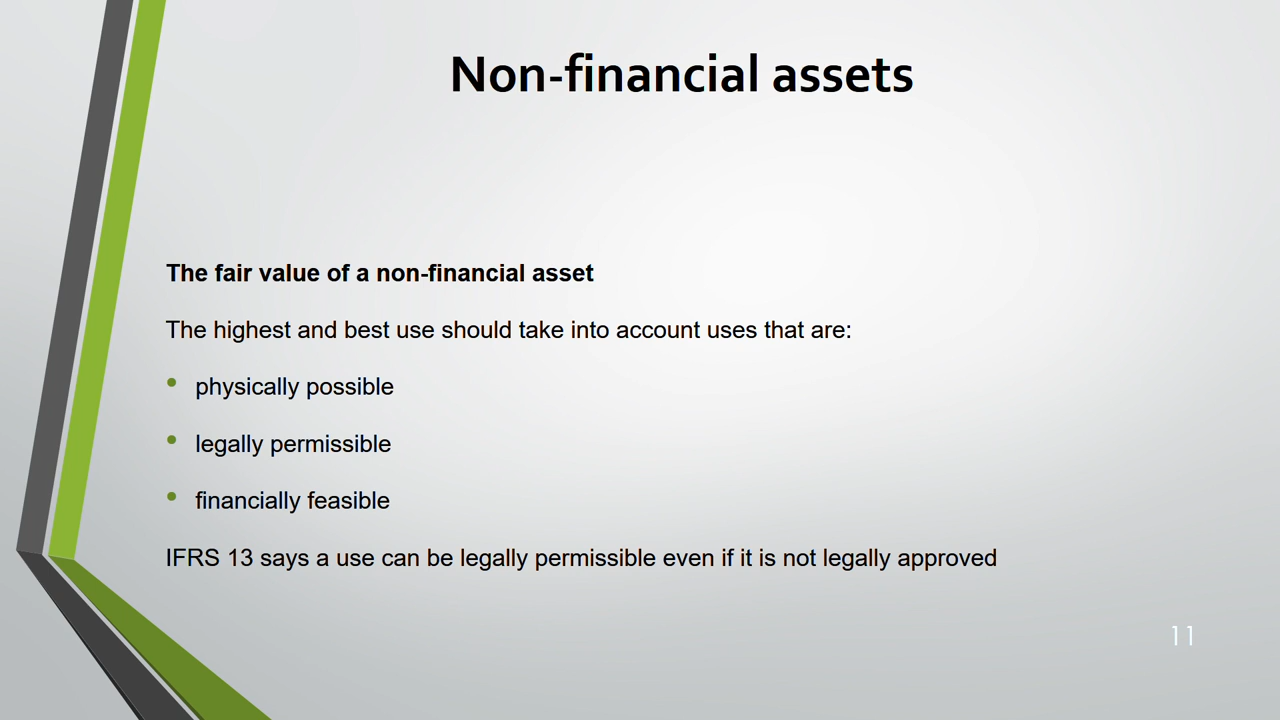 Non-financial assets
The fair value of a non-financial asset
The highest and best use should take into account uses that are:
• physically possible
• legally permissible
• financially feasible
IFRS 13 says a use can be legally permissible even if it is not legally approved
11